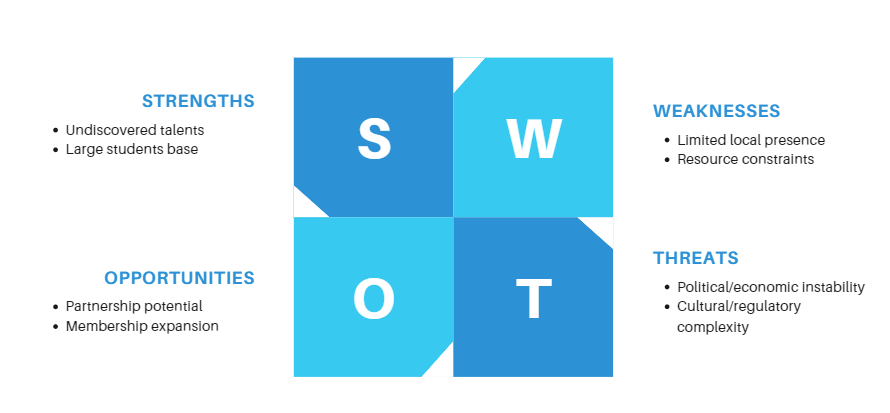 STRENGTHS
• Undiscovered talents
• Large students base
S
W
WEAKNESSES
• Limited local presence
• Resource constraints
OPPORTUNITIES
• Partnership potential
• Membership expansion
O
T
THREATS
• Political/economic instability
• Cultural/regulatory
complexity